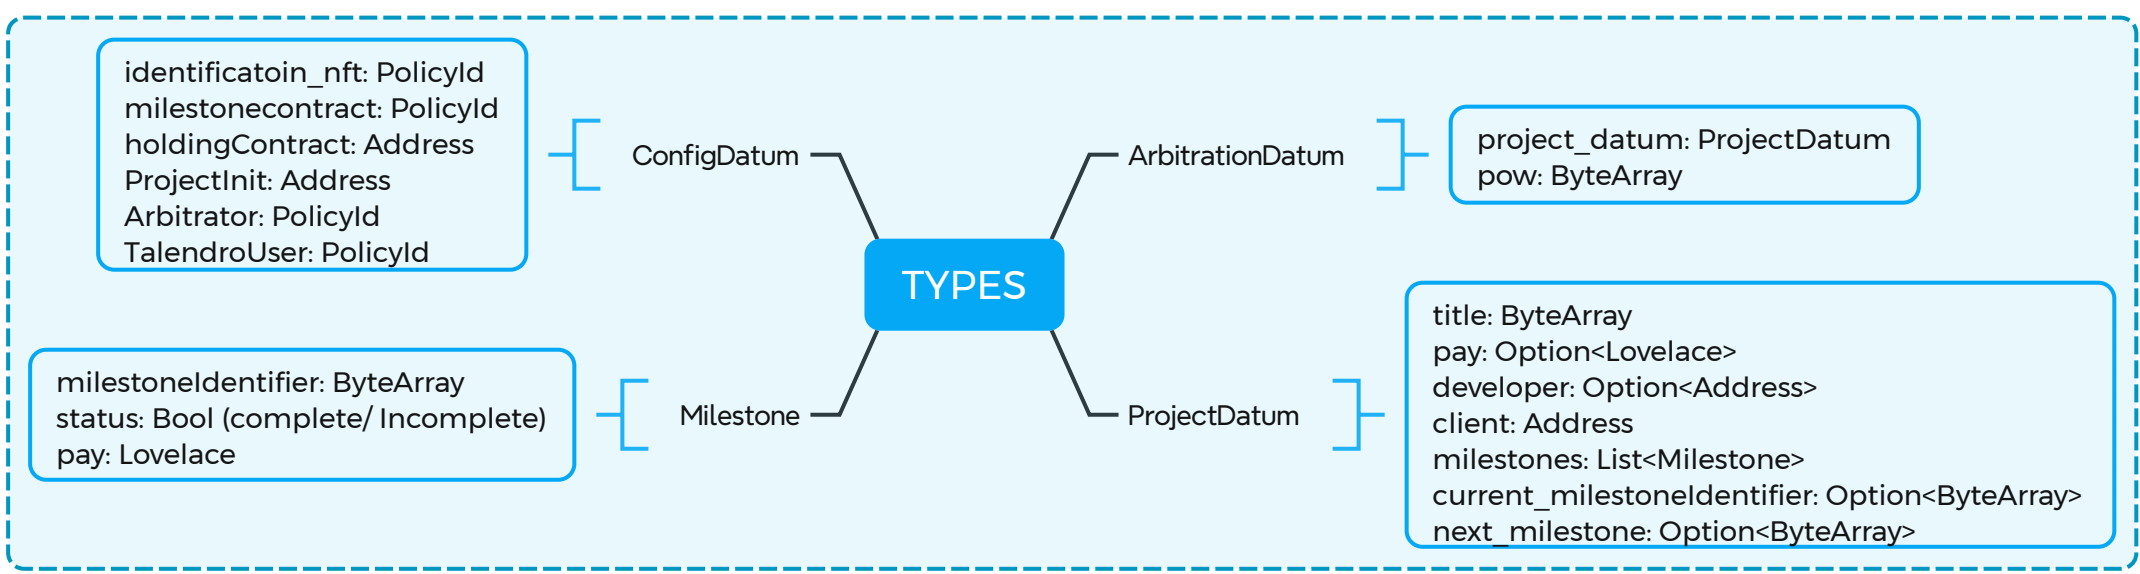 identificatoin_nft: PolicyId
milestonecontract: PolicyId
holdingContract: Address
ProjectInit: Address
Arbitrator: PolicyId
TalendroUser: PolicyId
ConfigDatum
ArbitrationDatum
project_datum: ProjectDatum
pow: ByteArray
TYPES
milestoneIdentifier: ByteArray
status: Bool (complete/ Incomplete)
pay: Lovelace
Milestone
ProjectDatum
title: ByteArray
pay: Option<Lovelace>
developer: Option<Address>
client: Address
milestones: List<Milestone>
current_milestoneIdentifier: Option<ByteArray>
next_milestone: Option<ByteArray>